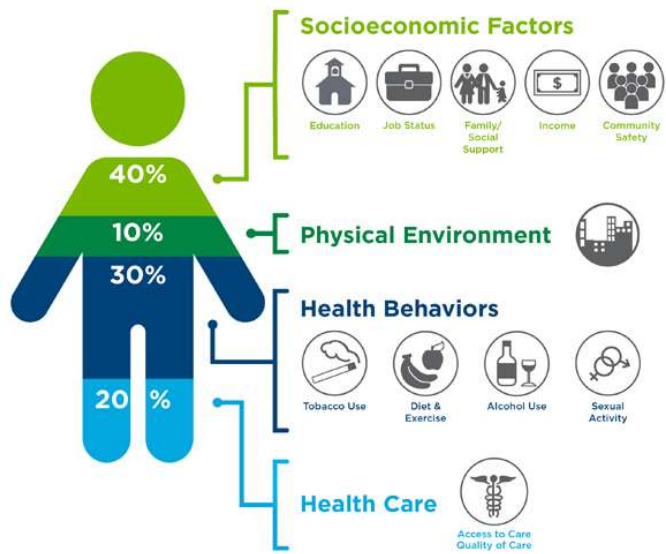 Socioeconomic Factors
Education
Job Status
Family/
Social
Support
Income
Community
Safety
40%
10%
Physical Environment
30%
Health Behaviors
Tobacco Use
Diet &
Exercise
Alcohol Use
Sexual
Activity
20 %
Health Care
Access to Care
Quality of Care
$